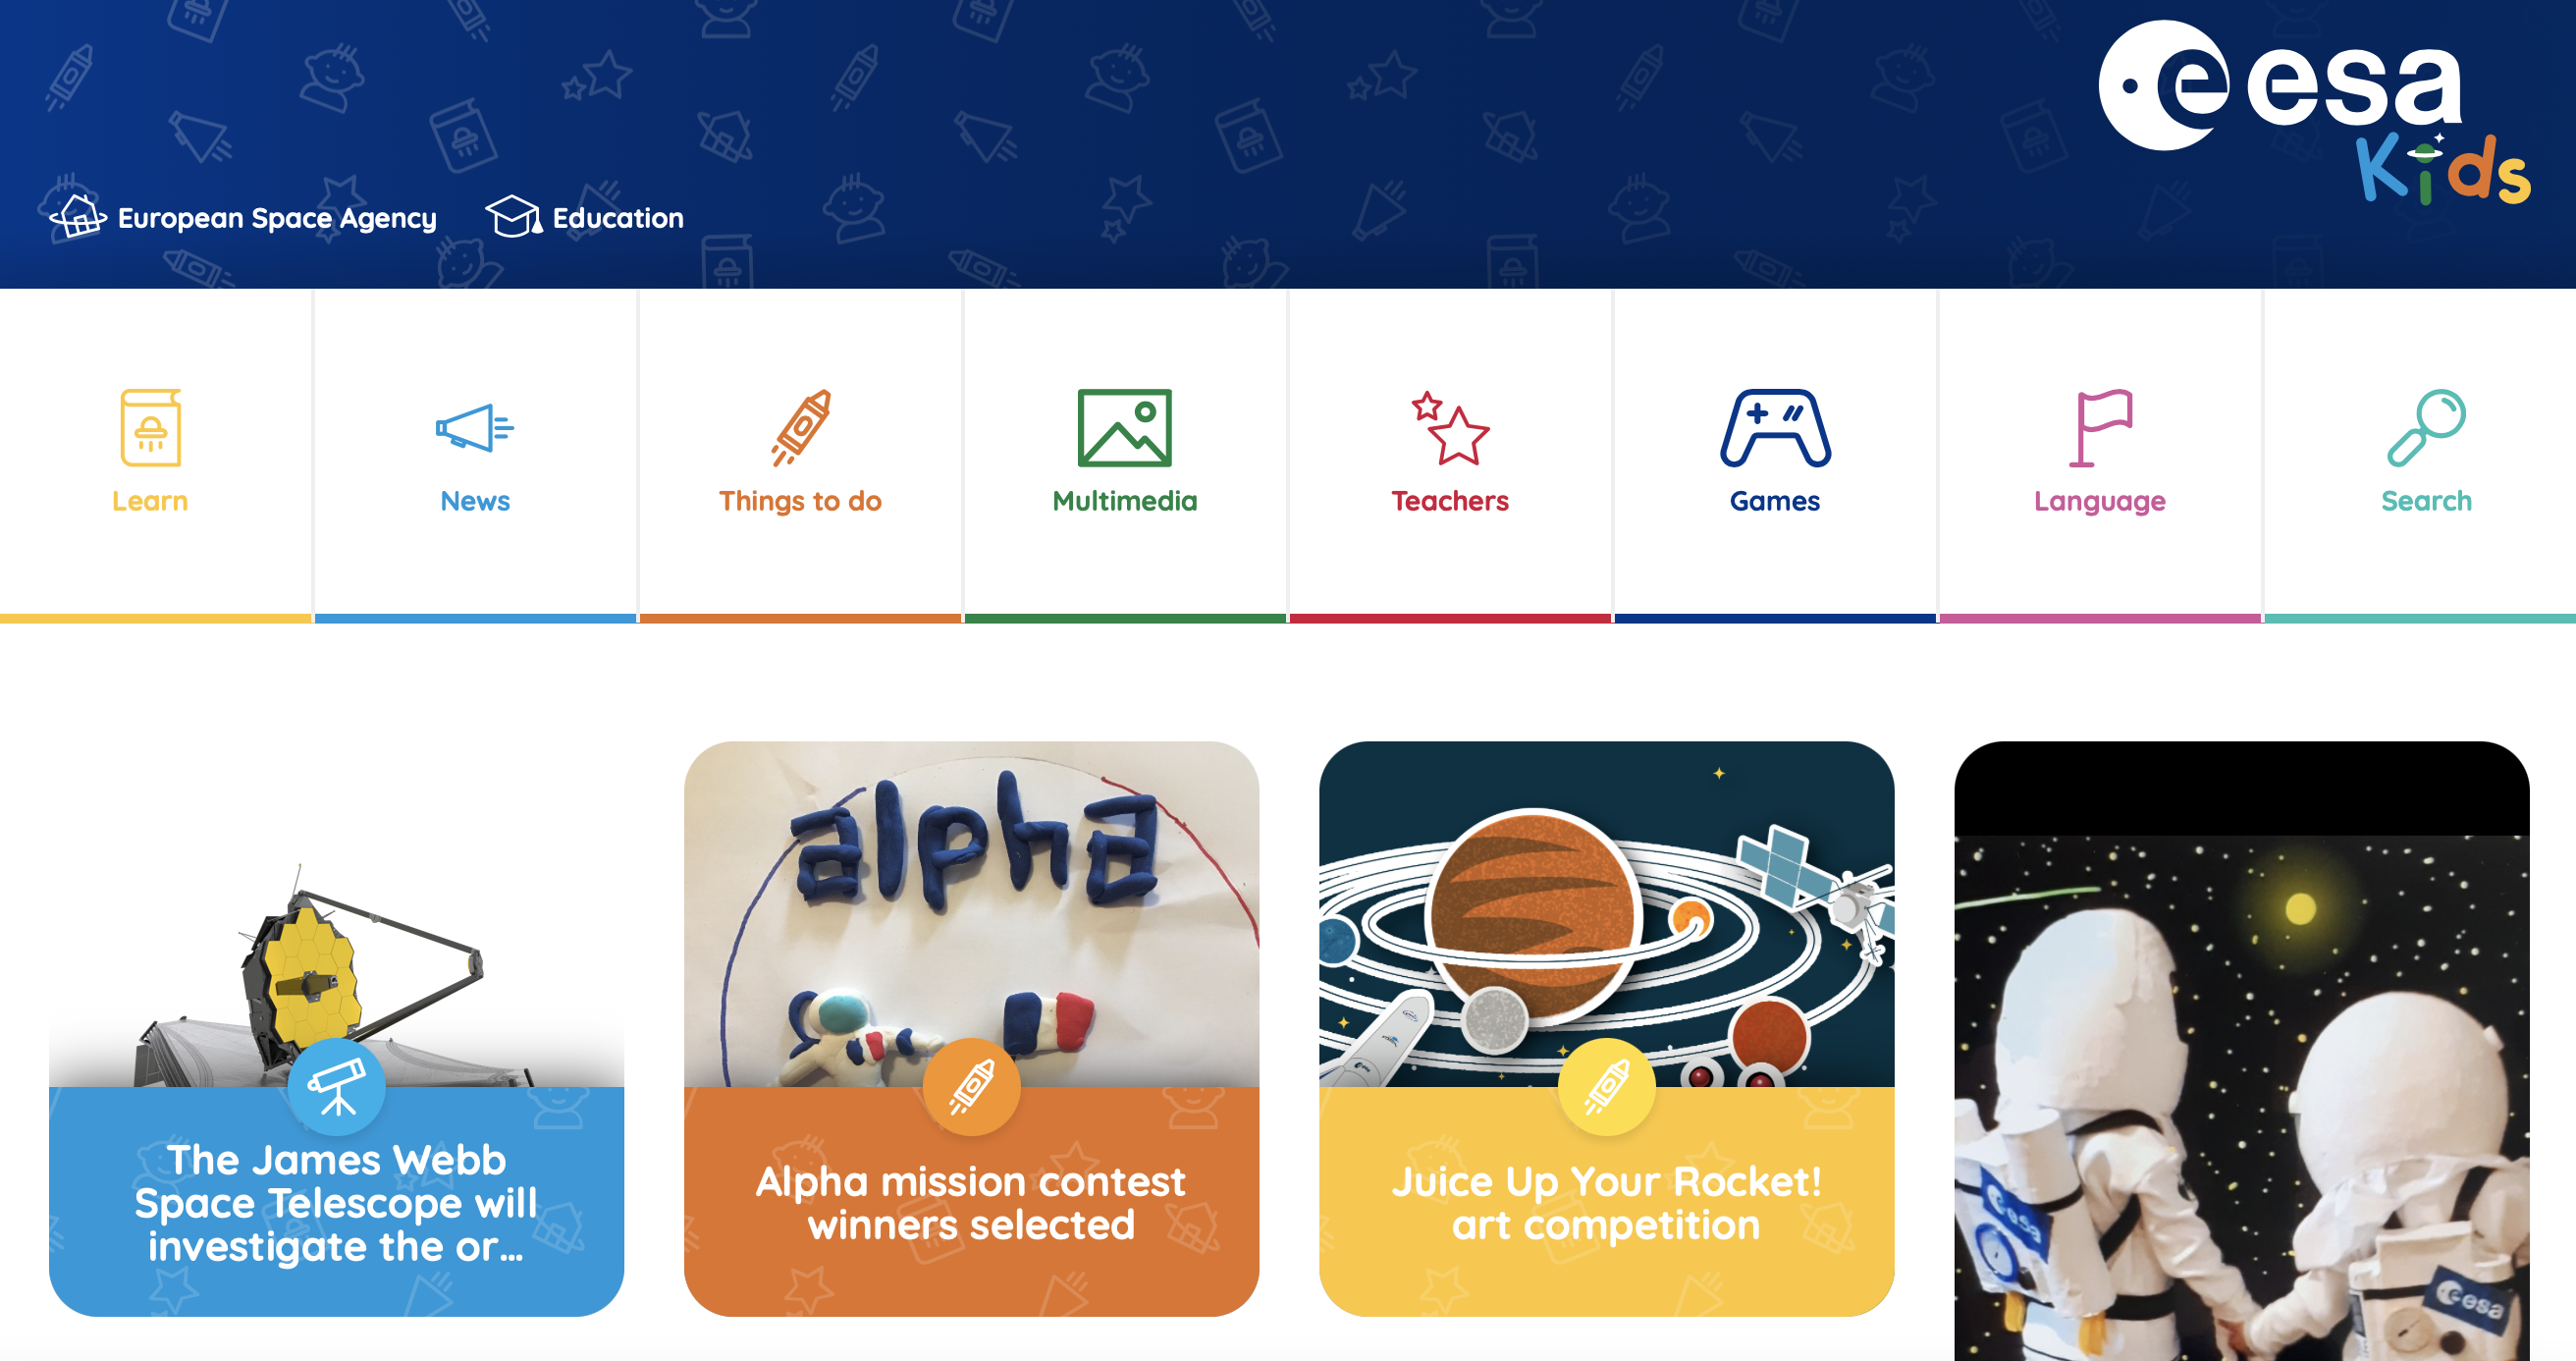 esa
Kids
European Space Agency
Education
Learn
News
Things to do
Multimedia
Teachers
Games
Language
Search
alpha
The James Webb
Space Telescope will
investigate the or...
Alpha mission contest
winners selected
Juice Up Your Rocket!
art competition
esa
esa